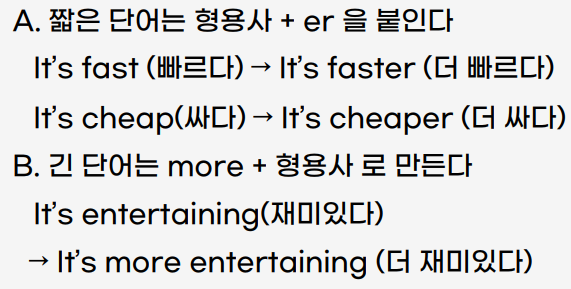 A. 짧은 단어는 형용사 + er 을 붙인다
It's fast (빠르다) → It's faster (더 빠르다)
It's cheap(싸다) → It's cheaper (더 싸다)
B. 긴 단어는 more + 형용사 로 만든다
It's entertaining(재미있다)
→ It's more entertaining (더 재미있다)